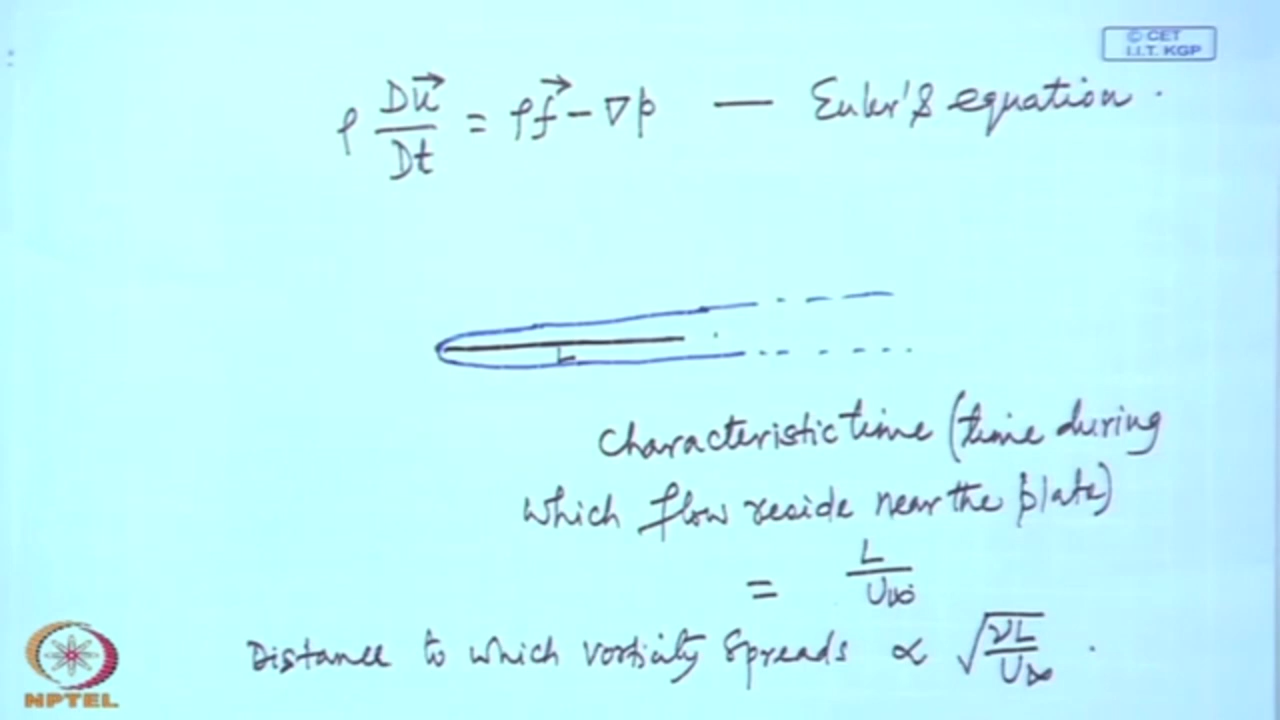 © CET
I.I.T. KGP
ρ Du⃗/Dt = ρf⃗ - ∇p — Euler's equation.
L
Characteristic time (time during
which flow reside near the plate)
= L/U∞
Distance to which vorticity spreads ∝ √(νL/U∞).
NPTEL